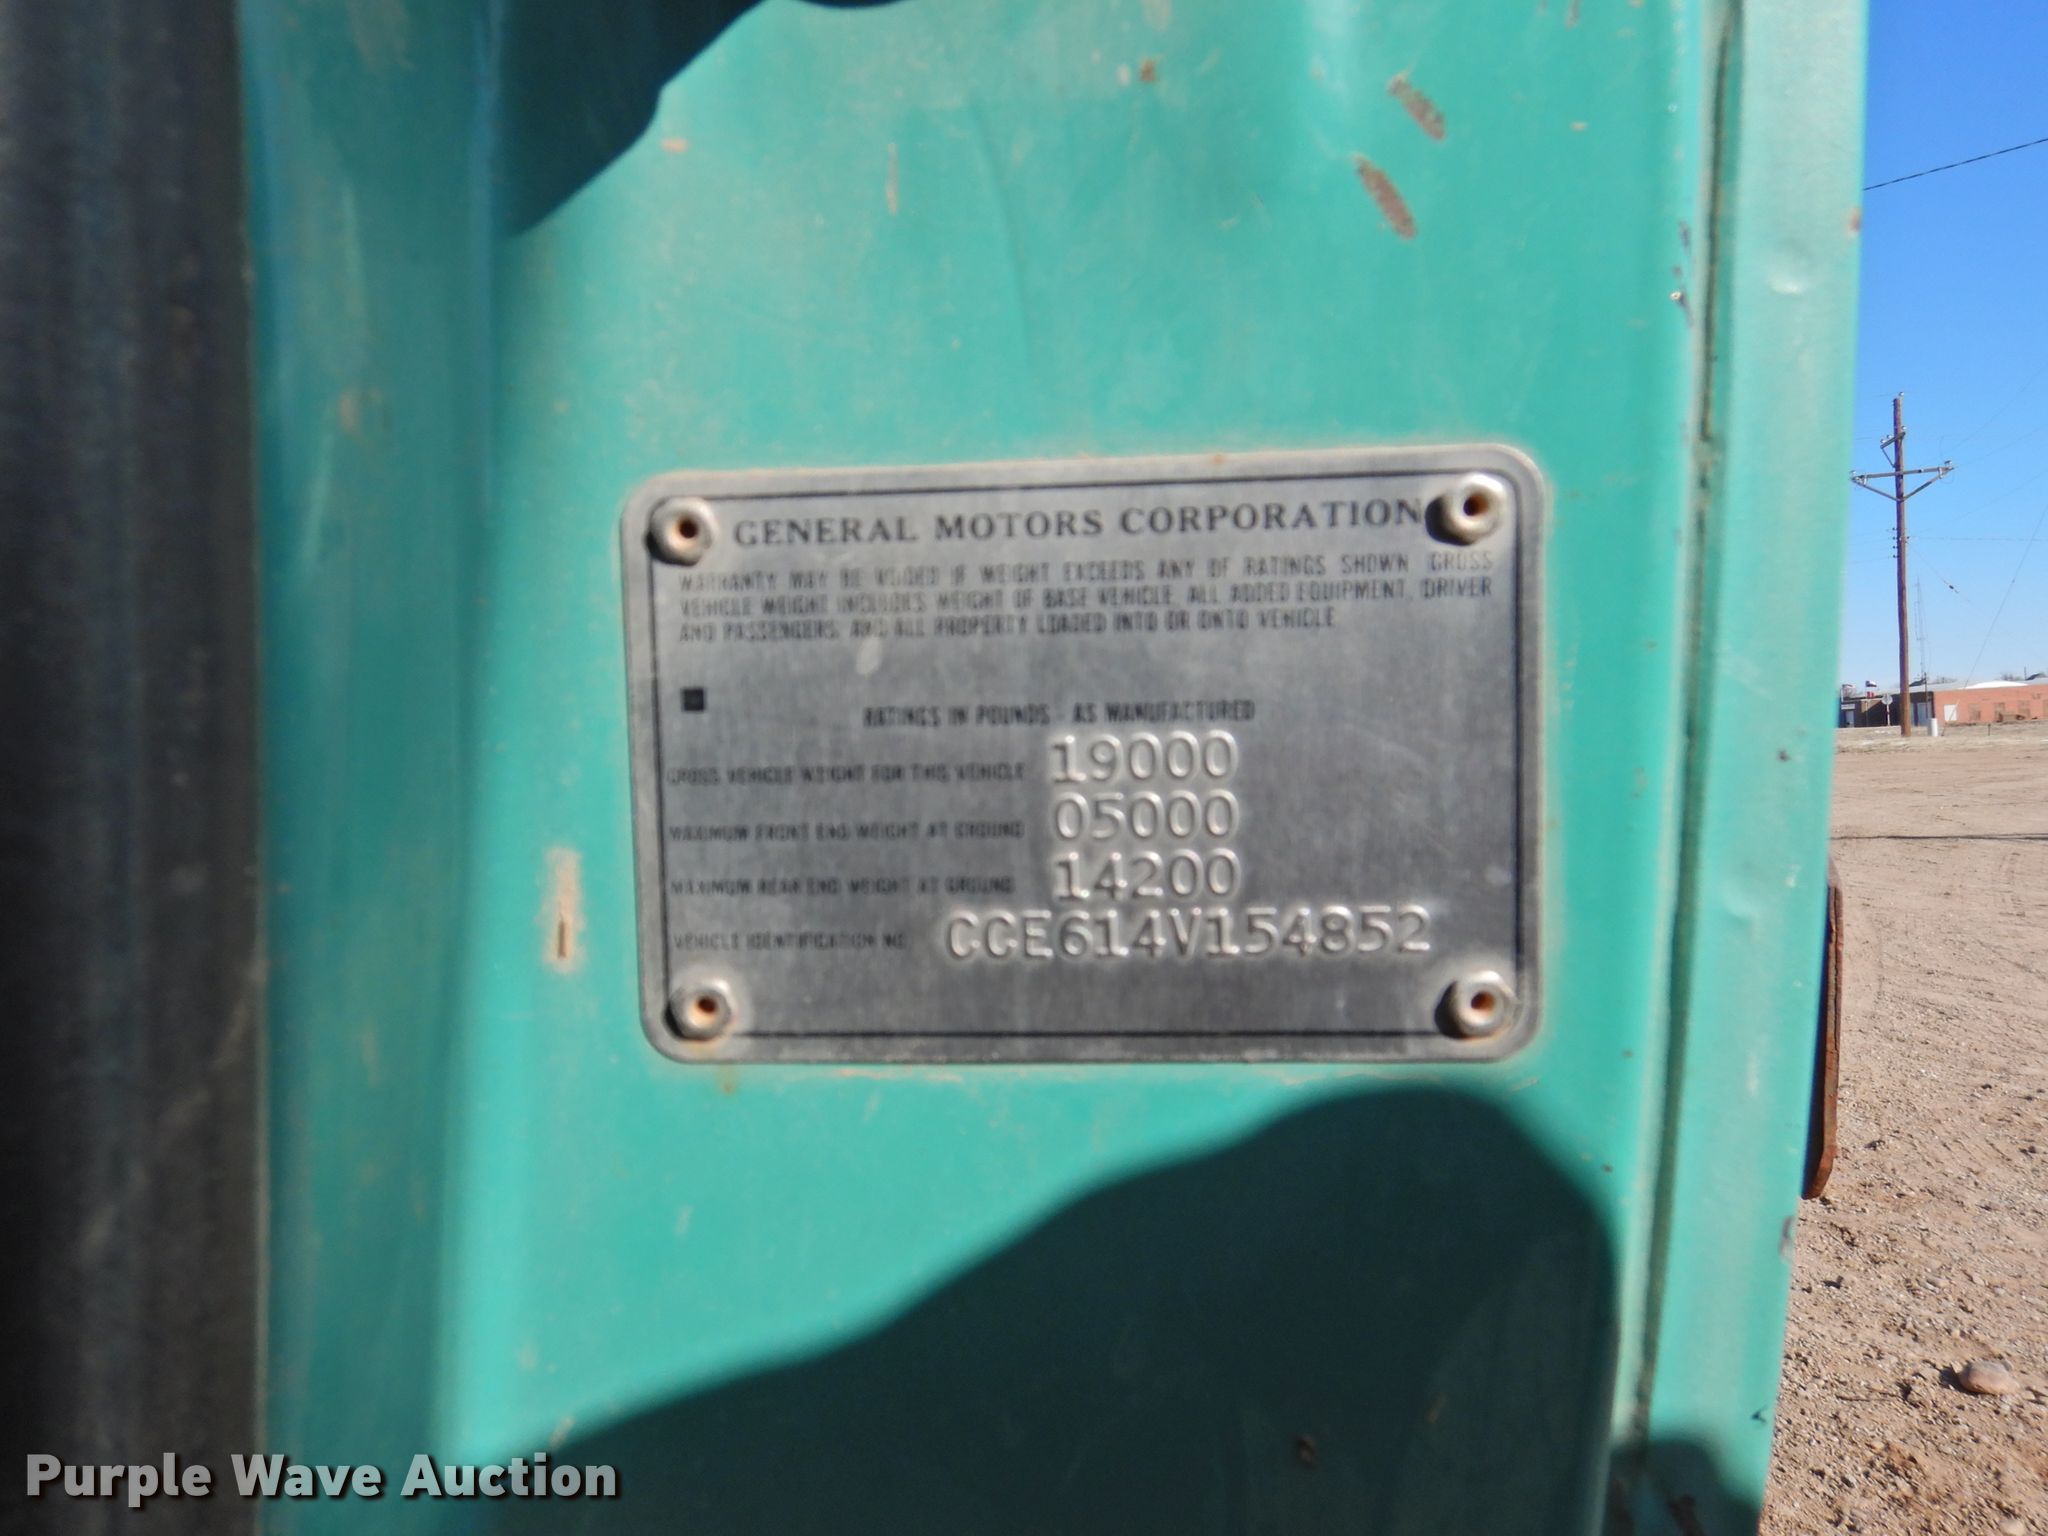 GENERAL MOTORS CORPORATION
WARRANTY MAY BE VOIDED IF WEIGHT EXCEEDS ANY OF RATINGS SHOWN. GROSS
VEHICLE WEIGHT INCLUDES WEIGHT OF BASE VEHICLE, ALL ADDED EQUIPMENT, DRIVER
AND PASSENGERS, AND ALL PROPERTY LOADED INTO OR ONTO VEHICLE.
RATINGS IN POUNDS - AS MANUFACTURED
GROSS VEHICLE WEIGHT FOR THIS VEHICLE 19000
MAXIMUM FRONT END WEIGHT AT GROUND 05000
MAXIMUM REAR END WEIGHT AT GROUND 14200
VEHICLE IDENTIFICATION NO. CCE614V154852
Purple Wave Auction